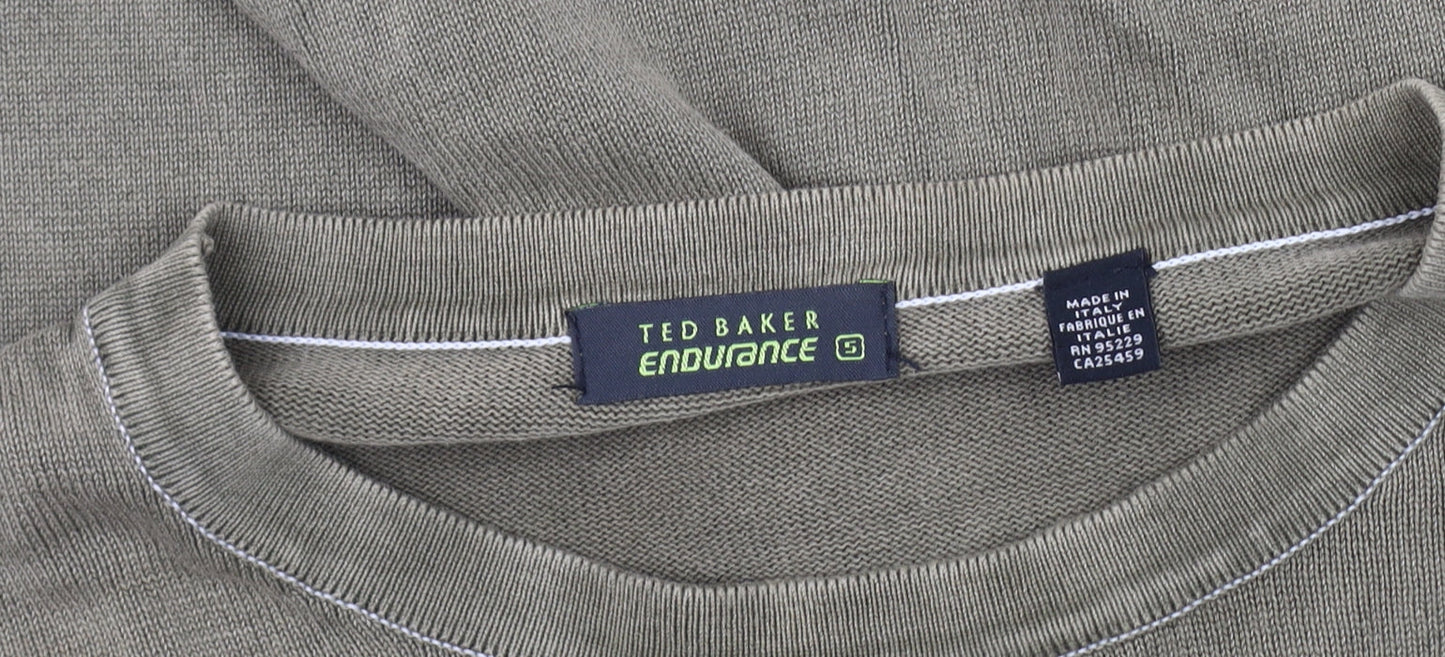 TED BAKER
ENDURANCE 5
MADE IN
ITALY
FABRIQUE EN
ITALIE
RN 95229
CA25459